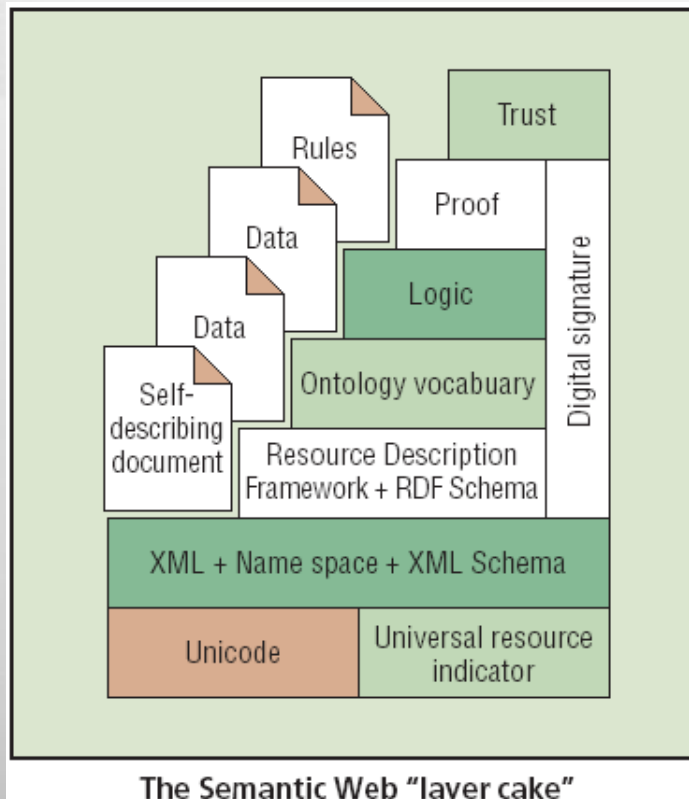 Trust
Rules
Proof
Data
Logic
Data
Ontology vocabuary
Digital signature
Self-
describing
document
Resource Description
Framework + RDF Schema
XML + Name space + XML Schema
Unicode
Universal resource
indicator
The Semantic Web “layer cake”